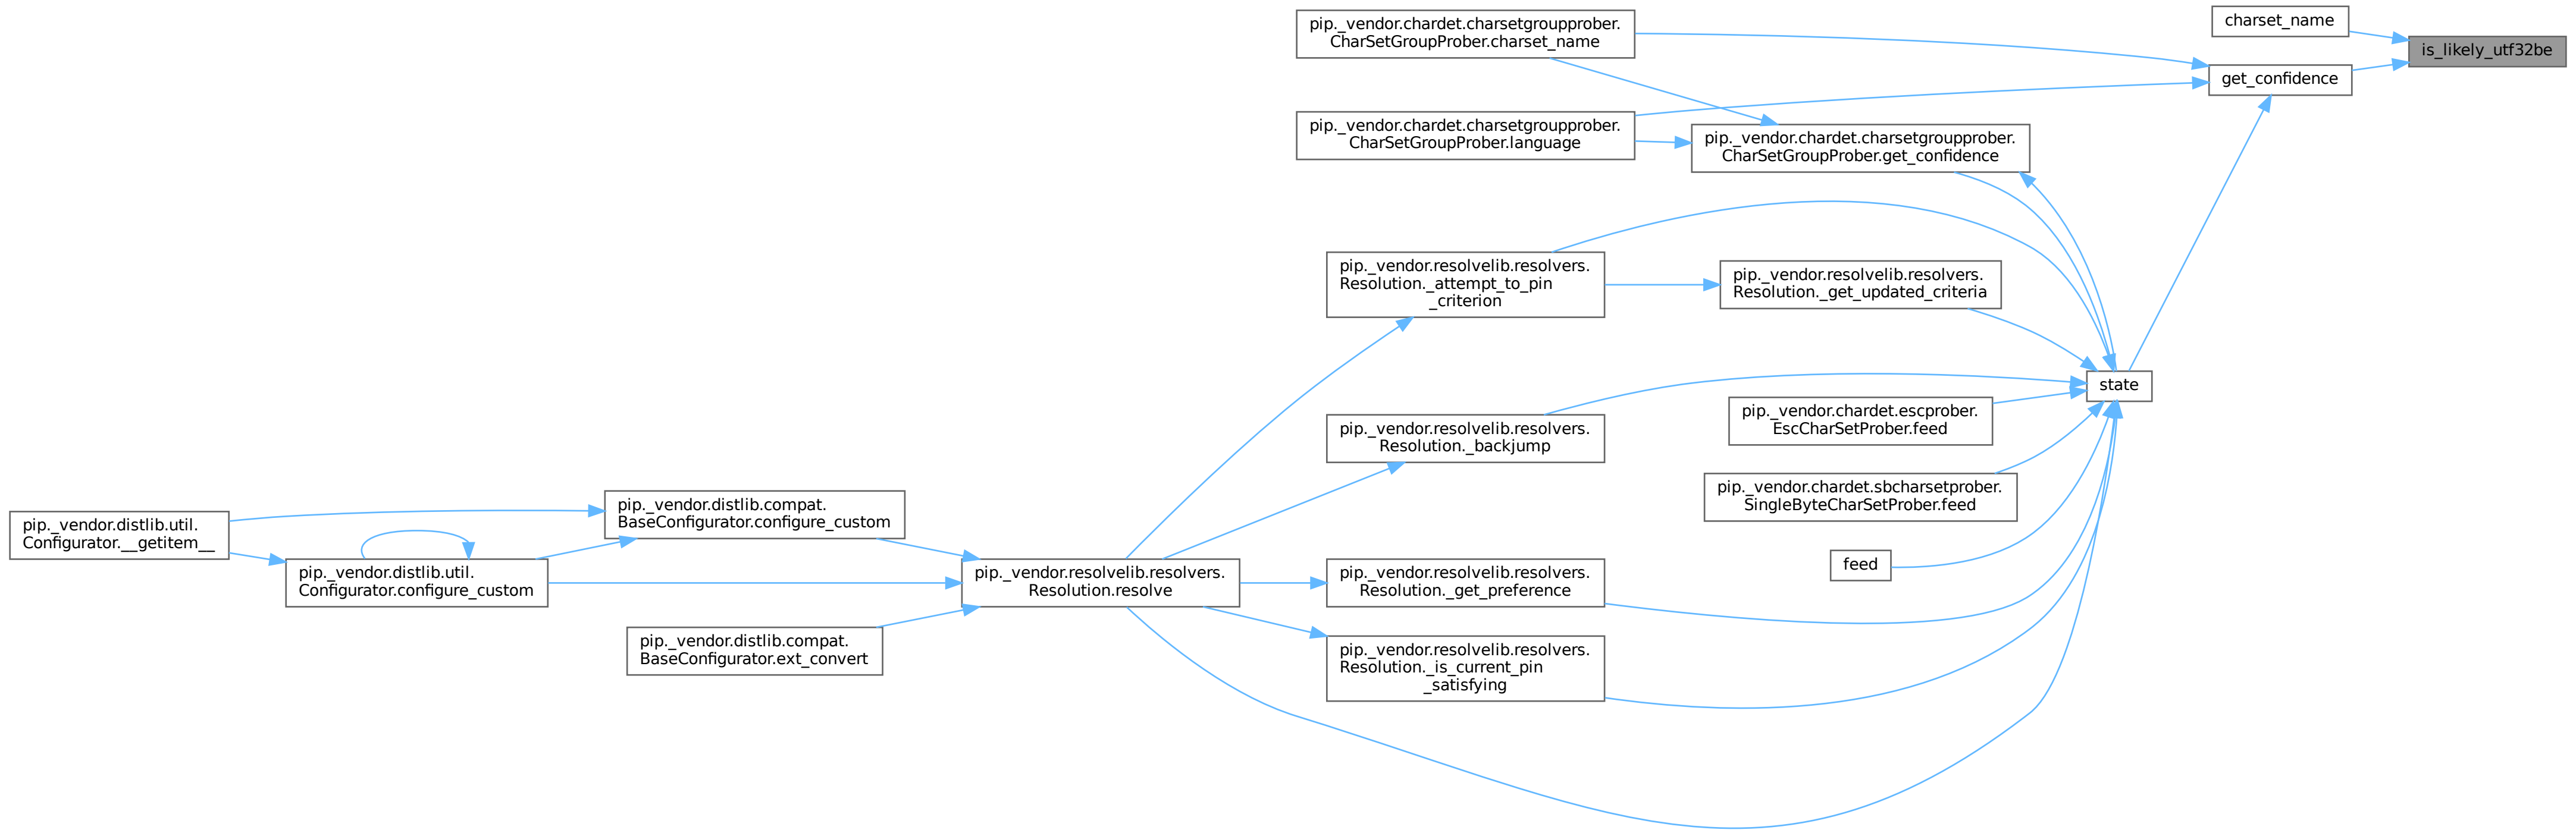 pip._vendor.chardet.charsetgroupprober.
CharSetGroupProber.charset_name
charset_name
is_likely_utf32be
get_confidence
pip._vendor.chardet.charsetgroupprober.
CharSetGroupProber.language
pip._vendor.chardet.charsetgroupprober.
CharSetGroupProber.get_confidence
pip._vendor.resolvelib.resolvers.
Resolution._attempt_to_pin
_criterion
pip._vendor.resolvelib.resolvers.
Resolution._get_updated_criteria
state
pip._vendor.chardet.escprober.
EscCharSetProber.feed
pip._vendor.resolvelib.resolvers.
Resolution._backjump
pip._vendor.chardet.sbcharsetprober.
SingleByteCharSetProber.feed
pip._vendor.distlib.compat.
BaseConfigurator.configure_custom
pip._vendor.distlib.util.
Configurator.__getitem__
feed
pip._vendor.distlib.util.
Configurator.configure_custom
pip._vendor.resolvelib.resolvers.
Resolution.resolve
pip._vendor.resolvelib.resolvers.
Resolution._get_preference
pip._vendor.distlib.compat.
BaseConfigurator.ext_convert
pip._vendor.resolvelib.resolvers.
Resolution._is_current_pin
_satisfying